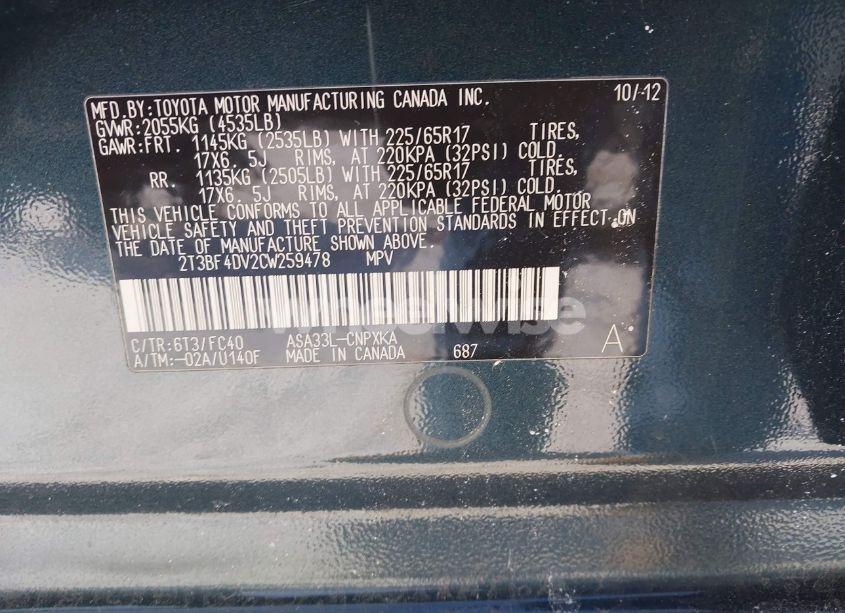 MFD.BY:TOYOTA MOTOR MANUFACTURING CANADA INC. 10/12
GVWR:2055KG (4535LB)
GAWR:FRT. 1145KG (2535LB) WITH 225/65R17 TIRES,
17X6. 5J RIMS, AT 220KPA (32PSI) COLD.
RR. 1135KG (2505LB) WITH 225/65R17 TIRES,
17X6. 5J RIMS, AT 220KPA (32PSI) COLD.
THIS VEHICLE CONFORMS TO ALL APPLICABLE FEDERAL MOTOR
VEHICLE SAFETY AND THEFT PREVENTION STANDARDS IN EFFECT ON
THE DATE OF MANUFACTURE SHOWN ABOVE.
2T3BF4DV2CW259478 MPV
wheelwise
C/TR:6T3/FC40 ASA33L-CNPXKA A
A/TM:-02A/U140F MADE IN CANADA 687